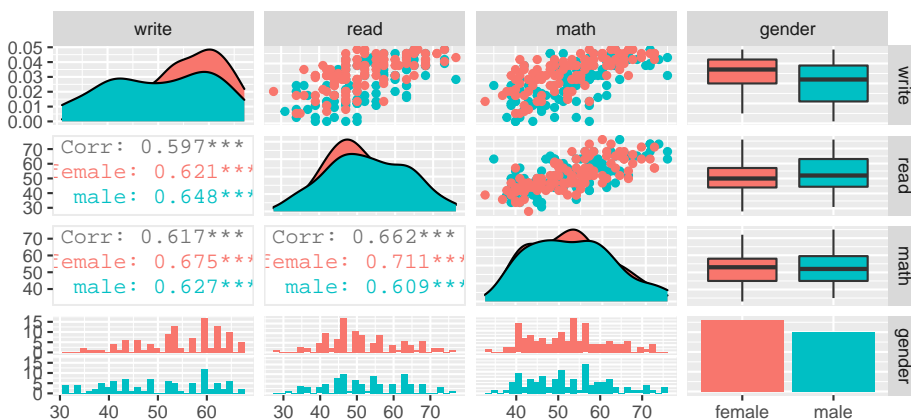 write read math gender
0.05
0.04
0.03
0.02
0.01
0.00
write
70
60
50
40
30
Corr: 0.597***
female: 0.621***
male: 0.648***
read
70
60
50
40
Corr: 0.617***
female: 0.675***
male: 0.627***
Corr: 0.662***
female: 0.711***
male: 0.609***
math
15
10
5
0
15
10
5
0
gender
30 40 50 60
30 40 50 60 70
40 50 60 70
female male